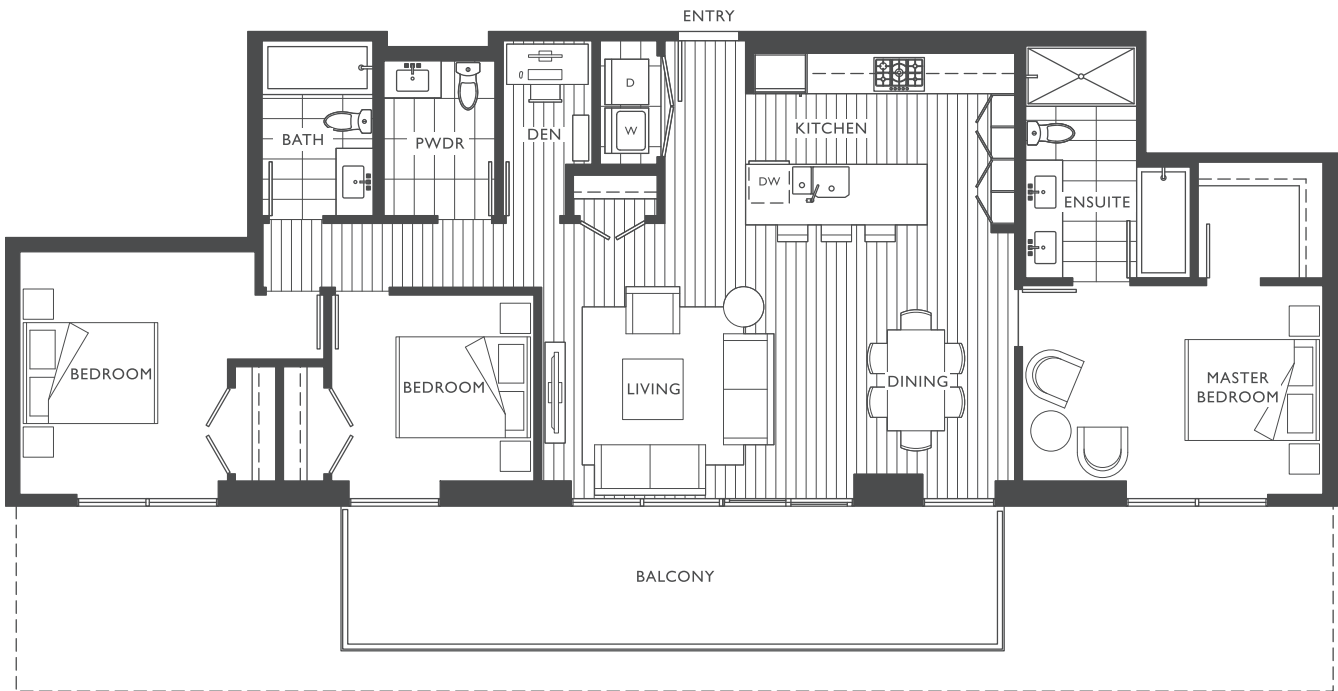 ENTRY
D
W
BATH
PWDR
DEN
KITCHEN
DW
ENSUITE
BEDROOM
BEDROOM
LIVING
DINING
MASTER
BEDROOM
BALCONY